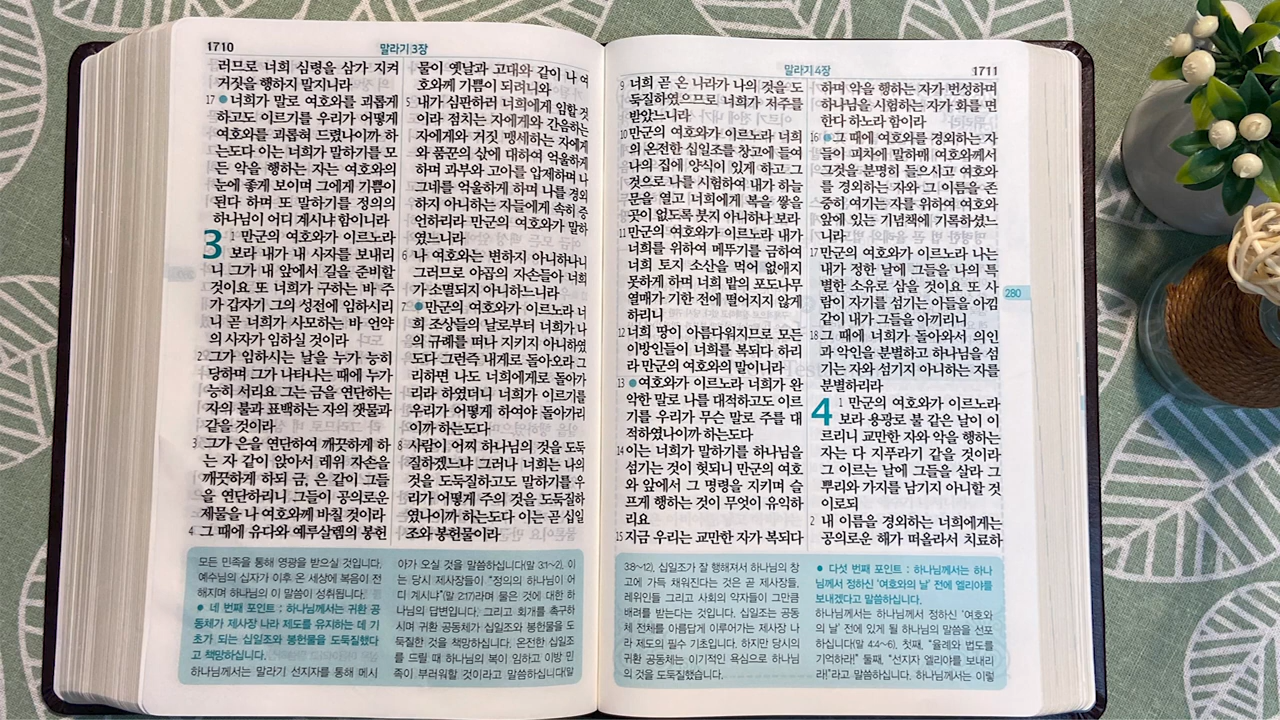 1710
말라기 3장
러므로 너희 심령을 삼가 지켜
거짓을 행하지 말지니라
17 ● 너희가 말로 여호와를 괴롭게
하고도 이르기를 우리가 어떻게
여호와를 괴롭혀 드렸나이까 하
는도다 이는 너희가 말하기를 모
든 악을 행하는 자는 여호와의
눈에 좋게 보이며 그에게 기쁨이
된다 하며 또 말하기를 정의의
하나님이 어디 계시냐 함이니라
3 1 만군의 여호와가 이르노라
보라 내가 내 사자를 보내리
니 그가 내 앞에서 길을 준비할
것이요 또 너희가 구하는 바 주
가 갑자기 그의 성전에 임하시리
니 곧 너희가 사모하는 바 언약
의 사자가 임하실 것이라
2 그가 임하시는 날을 누가 능히
당하며 그가 나타나는 때에 누가
능히 서리요 그는 금을 연단하는
자의 불과 표백하는 자의 잿물과
같을 것이라
3 그가 은을 연단하여 깨끗하게 하
는 자 같이 앉아서 레위 자손을
깨끗하게 하되 금, 은 같이 그들
을 연단하리니 그들이 공의로운
제물을 나 여호와께 바칠 것이라
4 그 때에 유다와 예루살렘의 봉헌
물이 옛날과 고대와 같이 나 여
호와께 기쁨이 되려니와
5 내가 심판하러 너희에게 임할 것
이라 점치는 자에게와 간음하는
자에게와 거짓 맹세하는 자에게
와 품꾼의 삯에 대하여 억울하게
하며 과부와 고아를 압제하며 나
그네를 억울하게 하며 나를 경외
하지 아니하는 자들에게 속히 증
언하리라 만군의 여호와가 말하
였느니라
6 나 여호와는 변하지 아니하나니
그러므로 야곱의 자손들아 너희
가 소멸되지 아니하느니라
7 ● 만군의 여호와가 이르노라 너
희 조상들의 날로부터 너희가 나
의 규례를 떠나 지키지 아니하였
도다 그런즉 내게로 돌아오라 그
리하면 나도 너희에게로 돌아가
리라 하였더니 너희가 이르기를
우리가 어떻게 하여야 돌아가리
이까 하는도다
8 사람이 어찌 하나님의 것을 도둑
질하겠느냐 그러나 너희는 나의
것을 도둑질하고도 말하기를 우
리가 어떻게 주의 것을 도둑질하
였나이까 하는도다 이는 곧 십일
조와 봉헌물이라
모든 민족을 통해 영광을 받으실 것입니다.
예수님의 십자가 이후 온 세상에 복음이 전
해지며 하나님의 이 말씀이 성취됩니다.
● 네 번째 포인트 : 하나님께서는 귀환 공
동체가 제사장 나라 제도를 유지하는 데 기
초가 되는 십일조와 봉헌물을 도둑질했다
고 책망하십니다.
하나님께서는 말라기 선지자를 통해 메시
아가 오실 것을 말씀하십니다(말 3:1~2). 이
는 당시 제사장들이 "정의의 하나님이 어
디 계시냐"(말 2:17)라며 물은 것에 대한 하
나님의 답변입니다. 그리고 회개를 촉구하
시며 귀환 공동체가 십일조와 봉헌물을 도
둑질한 것을 책망하십니다. 온전한 십일조
를 드릴 때 하나님의 복이 임하고 이방 민
족이 부러워할 것이라고 말씀하십니다(말
말라기 4장
1711
9 너희 곧 온 나라가 나의 것을 도
둑질하였으므로 너희가 저주를
받았느니라
10 만군의 여호와가 이르노라 너희
의 온전한 십일조를 창고에 들여
나의 집에 양식이 있게 하고 그
것으로 나를 시험하여 내가 하늘
문을 열고 너희에게 복을 쌓을
곳이 없도록 붓지 아니하나 보라
11 만군의 여호와가 이르노라 내가
너희를 위하여 메뚜기를 금하여
너희 토지 소산을 먹어 없애지
못하게 하며 너희 밭의 포도나무
열매가 기한 전에 떨어지지 않게
하리니
12 너희 땅이 아름다워지므로 모든
이방인들이 너희를 복되다 하리
라 만군의 여호와의 말이니라
13 ● 여호와가 이르노라 너희가 완
악한 말로 나를 대적하고도 이르
기를 우리가 무슨 말로 주를 대
적하였나이까 하는도다
14 이는 너희가 말하기를 하나님을
섬기는 것이 헛되니 만군의 여호
와 앞에서 그 명령을 지키며 슬
프게 행하는 것이 무엇이 유익하
리요
15 지금 우리는 교만한 자가 복되다
하며 악을 행하는 자가 번성하며
하나님을 시험하는 자가 화를 면
한다 하노라 함이라
16 ● 그 때에 여호와를 경외하는 자
들이 피차에 말하매 여호와께서
그것을 분명히 들으시고 여호와
를 경외하는 자와 그 이름을 존
중히 여기는 자를 위하여 여호와
앞에 있는 기념책에 기록하셨느
니라
17 만군의 여호와가 이르노라 나는
내가 정한 날에 그들을 나의 특
별한 소유로 삼을 것이요 또 사
람이 자기를 섬기는 아들을 아낌
같이 내가 그들을 아끼리니
18 그 때에 너희가 돌아와서 의인
과 악인을 분별하고 하나님을 섬
기는 자와 섬기지 아니하는 자를
분별하리라
4 1 만군의 여호와가 이르노라
보라 용광로 불 같은 날이 이
르리니 교만한 자와 악을 행하는
자는 다 지푸라기 같을 것이라
그 이르는 날에 그들을 살라 그
뿌리와 가지를 남기지 아니할 것
이로되
2 내 이름을 경외하는 너희에게는
공의로운 해가 떠올라서 치료하
280
3:8~12). 십일조가 잘 행해져서 하나님의 창
고에 가득 채워진다는 것은 곧 제사장들,
레위인들 그리고 사회의 약자들이 그만큼
배려를 받는다는 것입니다. 십일조는 공동
체 전체를 아름답게 이루어가는 제사장 나
라 제도의 필수 기초입니다. 하지만 당시의
귀환 공동체는 이기적인 욕심으로 하나님
의 것을 도둑질했습니다.
● 다섯 번째 포인트 : 하나님께서는 하나
님께서 정하신 '여호와의 날' 전에 엘리야를
보내겠다고 말씀하십니다.
하나님께서는 하나님께서 정하신 '여호와
의 날' 전에 있게 될 하나님의 말씀을 선포
하십니다(말 4:4~6). 첫째, "율례와 법도를
기억하라!" 둘째, "선지자 엘리야를 보내리
라!"라고 말씀하십니다. 하나님께서는 이렇